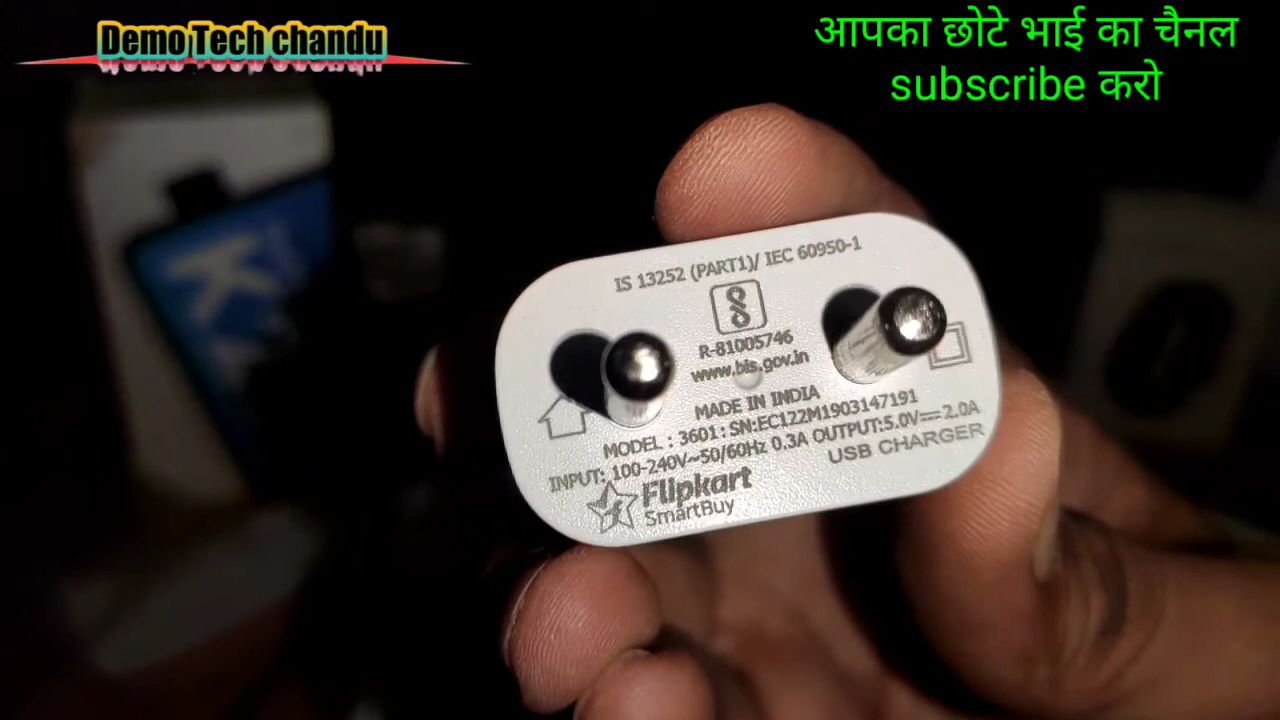 Demo Tech chandu
आपका छोटे भाई का चैनल
subscribe करो
IS 13252 (PART1)/ IEC 60950-1
R-81005746
www.bis.gov.in
MADE IN INDIA
MODEL : 3601: SN:EC122M1903147191
INPUT: 100-240V~50/60Hz 0.3A OUTPUT:5.0V⎓2.0A
USB CHARGER
Flipkart
SmartBuy